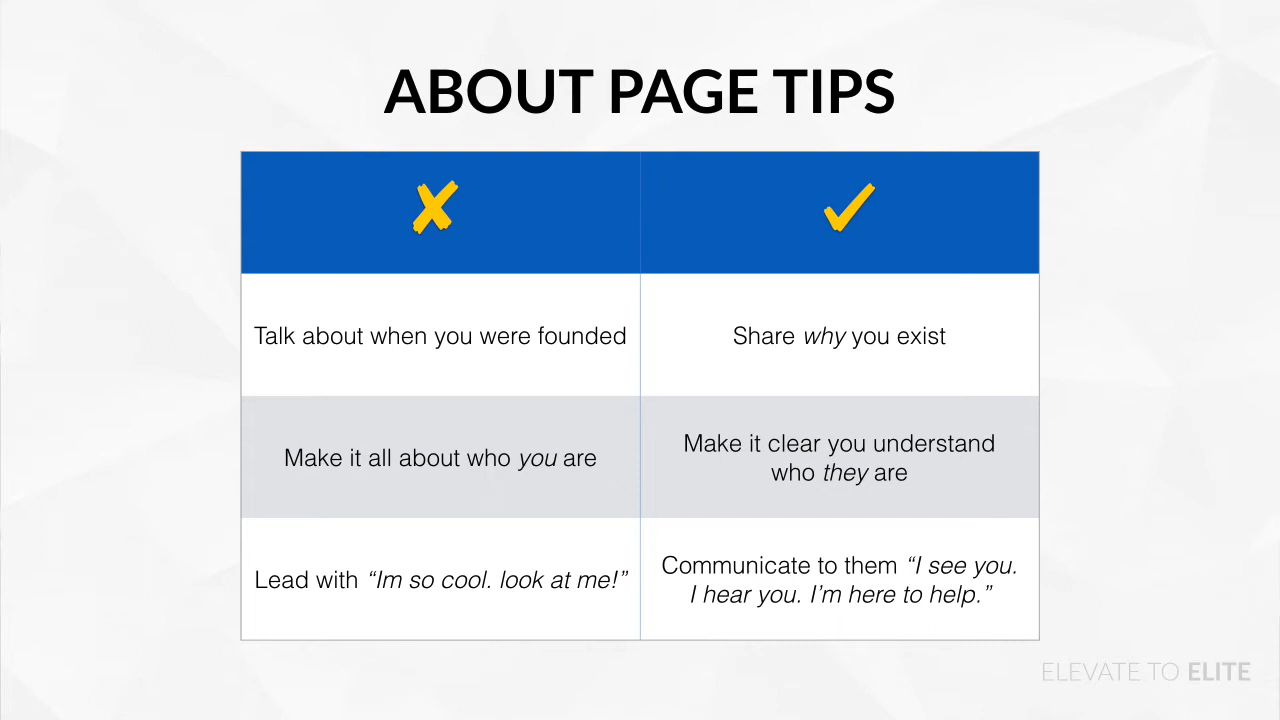 ABOUT PAGE TIPS
✘ ✓
Talk about when you were founded
Share why you exist
Make it all about who you are
Make it clear you understand
who they are
Lead with “Im so cool. look at me!”
Communicate to them “I see you.
I hear you. I’m here to help.”
ELEVATE TO ELITE